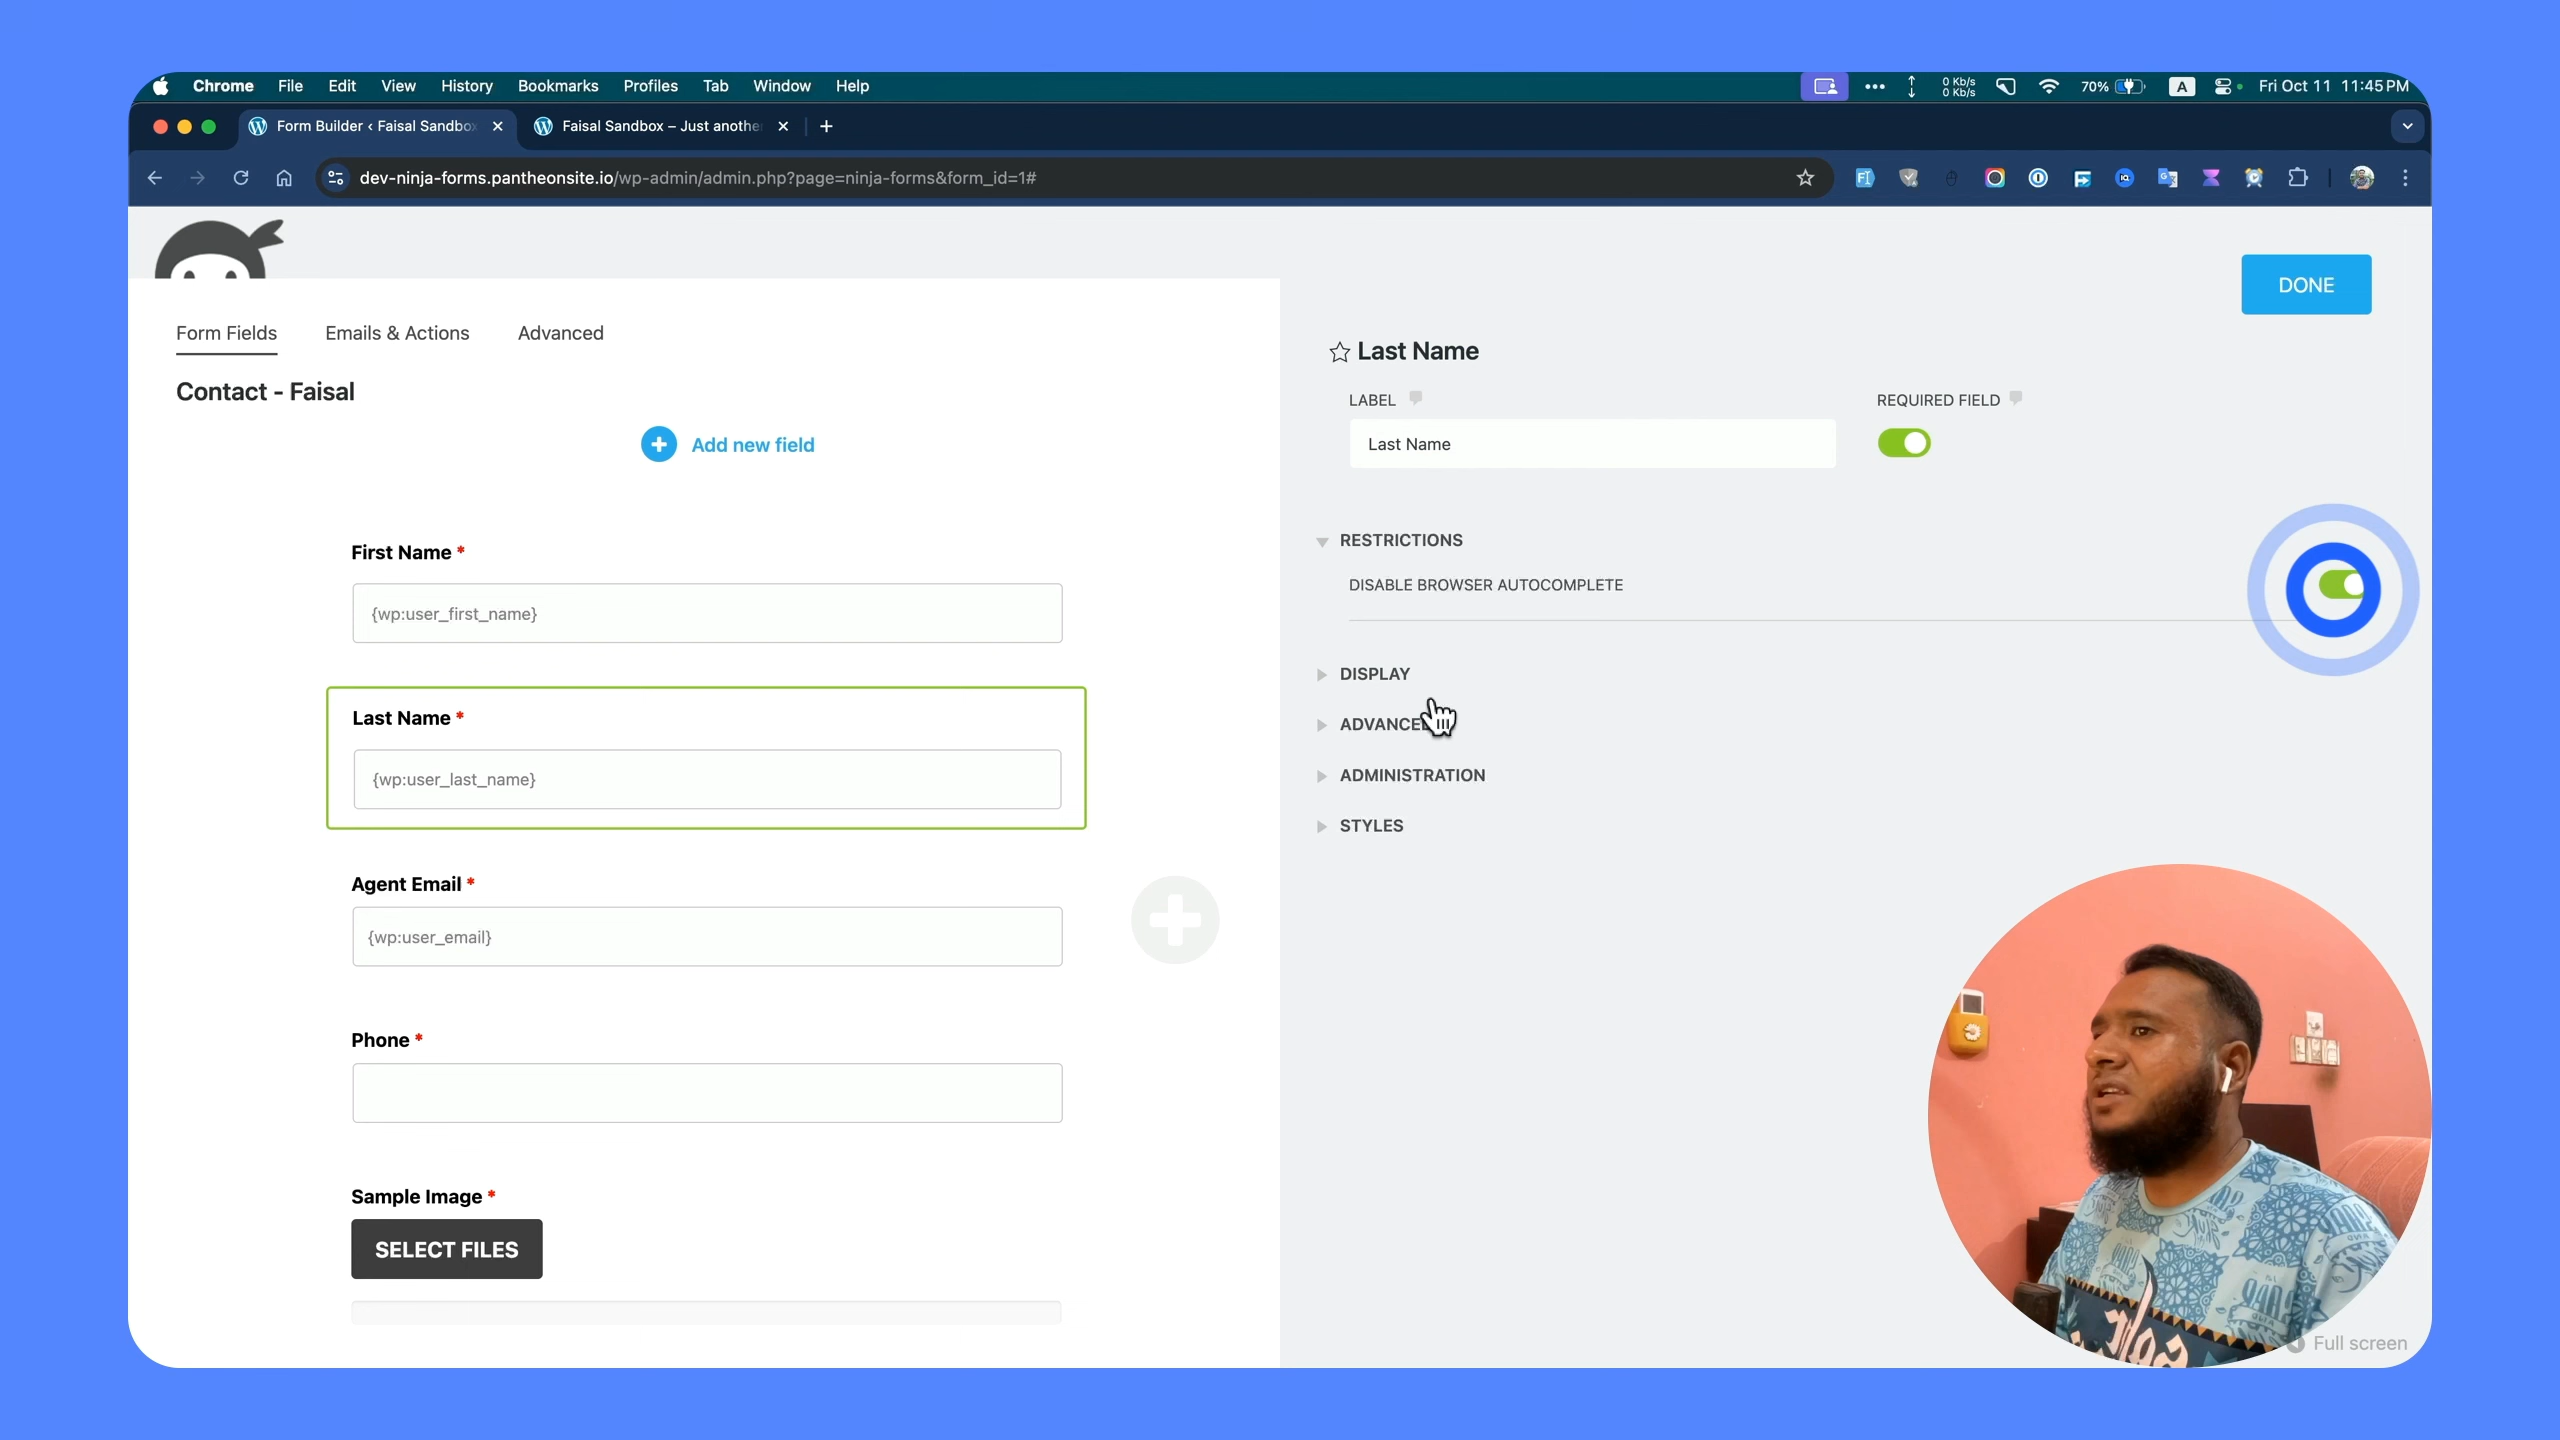 Chrome File Edit View History Bookmarks Profiles Tab Window Help 0 Kb/s 0 Kb/s 70% A Fri Oct 11 11:45 PM
Form Builder ‹ Faisal Sandbox Faisal Sandbox – Just anothe
dev-ninja-forms.pantheonsite.io/wp-admin/admin.php?page=ninja-forms&form_id=1#
DONE
Form Fields Emails & Actions Advanced
Contact - Faisal
Add new field
First Name *
{wp:user_first_name}
Last Name *
{wp:user_last_name}
Agent Email *
{wp:user_email}
Phone *
Sample Image *
SELECT FILES
Last Name
LABEL REQUIRED FIELD
Last Name
RESTRICTIONS
DISABLE BROWSER AUTOCOMPLETE
DISPLAY
ADVANCED
ADMINISTRATION
STYLES
Full screen